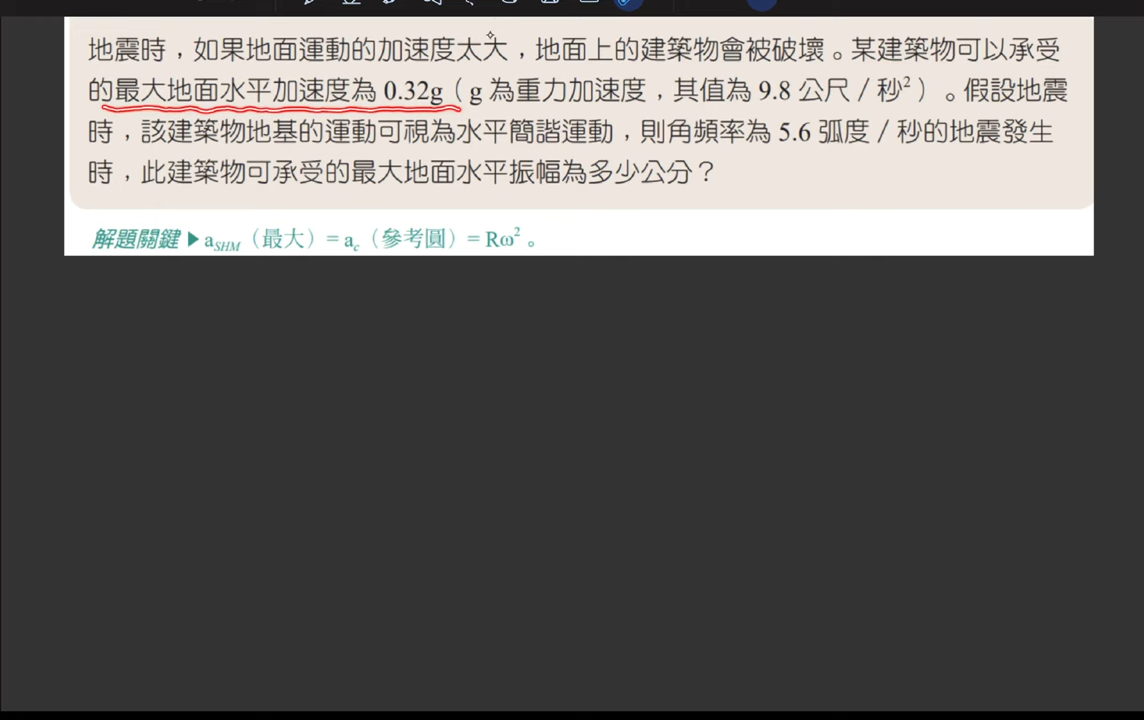 地震時，如果地面運動的加速度太大，地面上的建築物會被破壞。某建築物可以承受
的最大地面水平加速度為 0.32g（g 為重力加速度，其值為 9.8 公尺／秒²）。假設地震
時，該建築物地基的運動可視為水平簡諧運動，則角頻率為 5.6 弧度／秒的地震發生
時，此建築物可承受的最大地面水平振幅為多少公分？
解題關鍵▶aSHM（最大）= ac（參考圓）= Rω²。